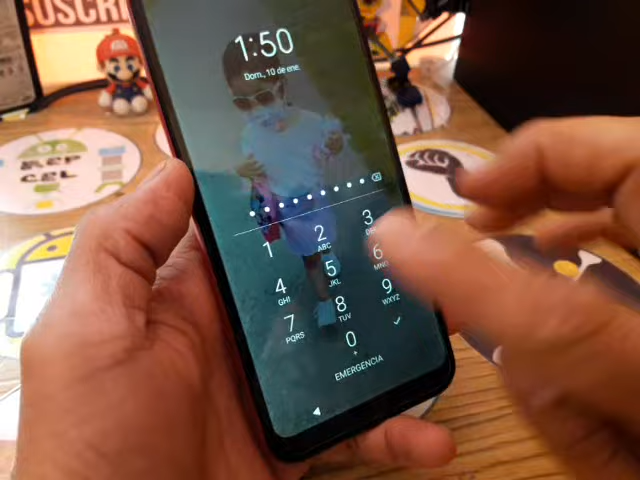 SUSCRI
1:50
Dom., 10 de ene.
REP
CEL
1
2
ABC
3
4
GHI
5
JKL
6
MNO
7
PQRS
8
TUV
9
WXYZ
0
+
EMERGENCIA